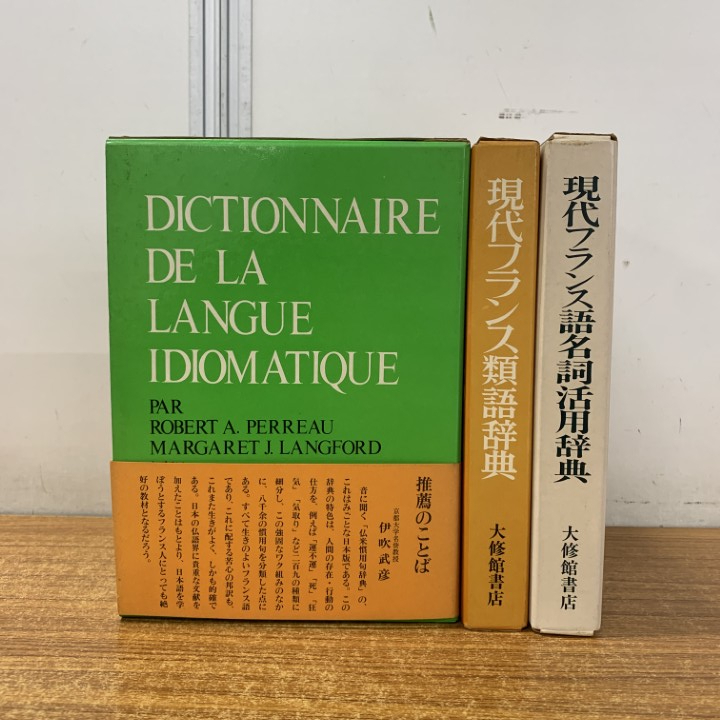 DICTIONNAIRE
DE LA
LANGUE
IDIOMATIQUE
PAR
ROBERT A. PERREAU
MARGARET J. LANGFORD
推薦のことば
京都大学名誉教授
伊吹武彦
音に聞く、「仏米慣用句辞典」の、
これはみごとな日本版である。この
辞典の特色は、人間の存在・行動の
仕方を、例えば「運不運」「死」「狂
気」「気取り」など二百九の種類に
細分し、この強固なワク組みのなか
に、八千余の慣用句を分類した点に
ある。すべて生きのよいフランス語
であり、これに配する苦心の邦訳も、
これまた生きがよく、しかも的確で
ある。日本の仏語界に貴重な文献を
加えたことはもとより、日本語を学
ぼうとするフランス人にとっても絶
好の教材となるだろう。
現代フランス類語辞典
大修館書店
現代フランス語名詞活用辞典
大修館書店